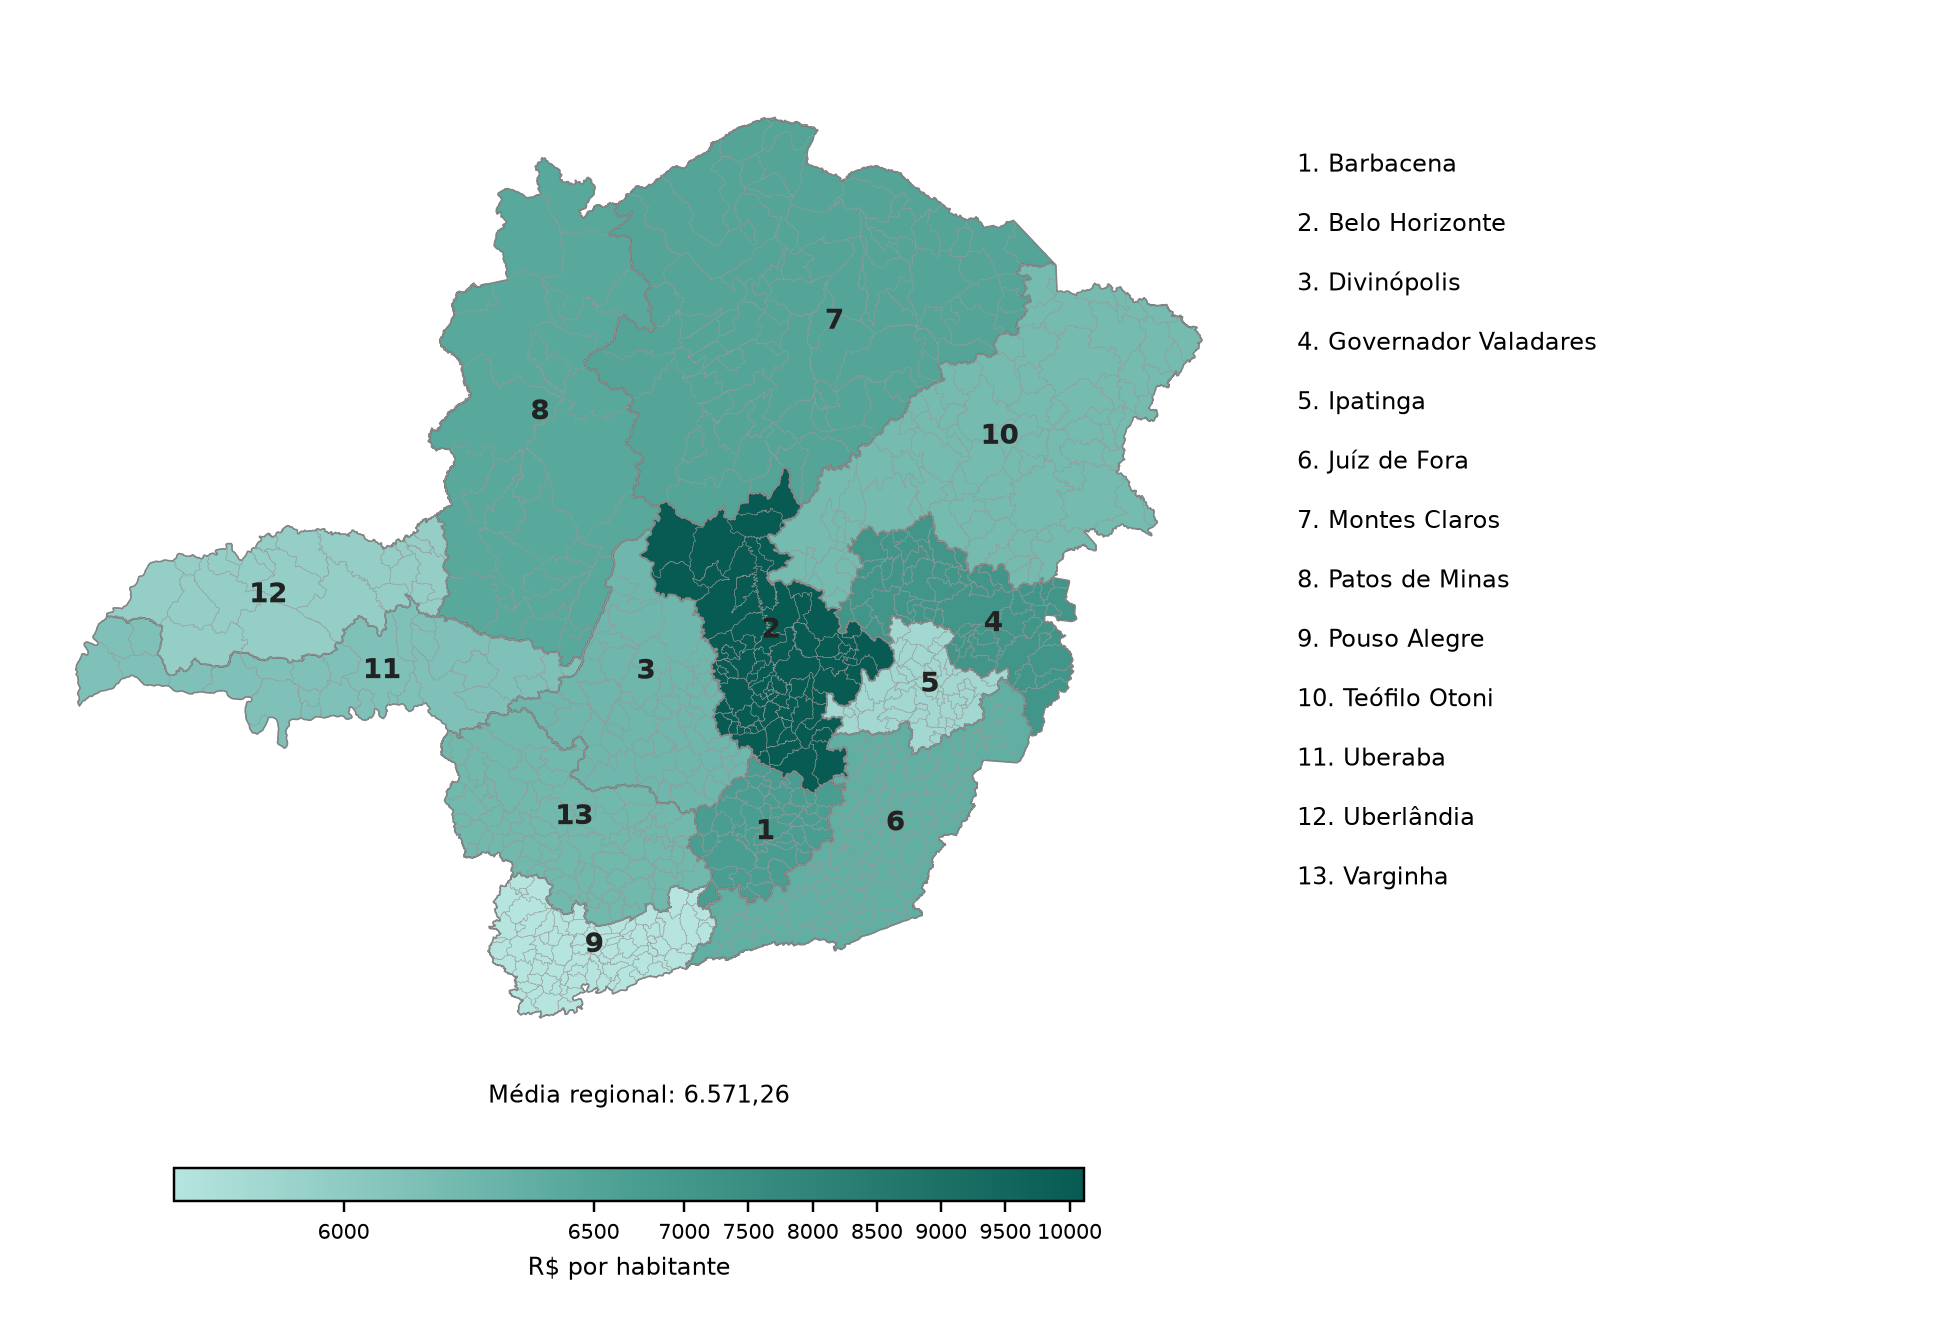 7
8
10
12
2
4
11
3
5
13
1
6
9
1. Barbacena
2. Belo Horizonte
3. Divinópolis
4. Governador Valadares
5. Ipatinga
6. Juíz de Fora
7. Montes Claros
8. Patos de Minas
9. Pouso Alegre
10. Teófilo Otoni
11. Uberaba
12. Uberlândia
13. Varginha
Média regional: 6.571,26
6000 6500 7000 7500 8000 8500 9000 9500 10000
R$ por habitante